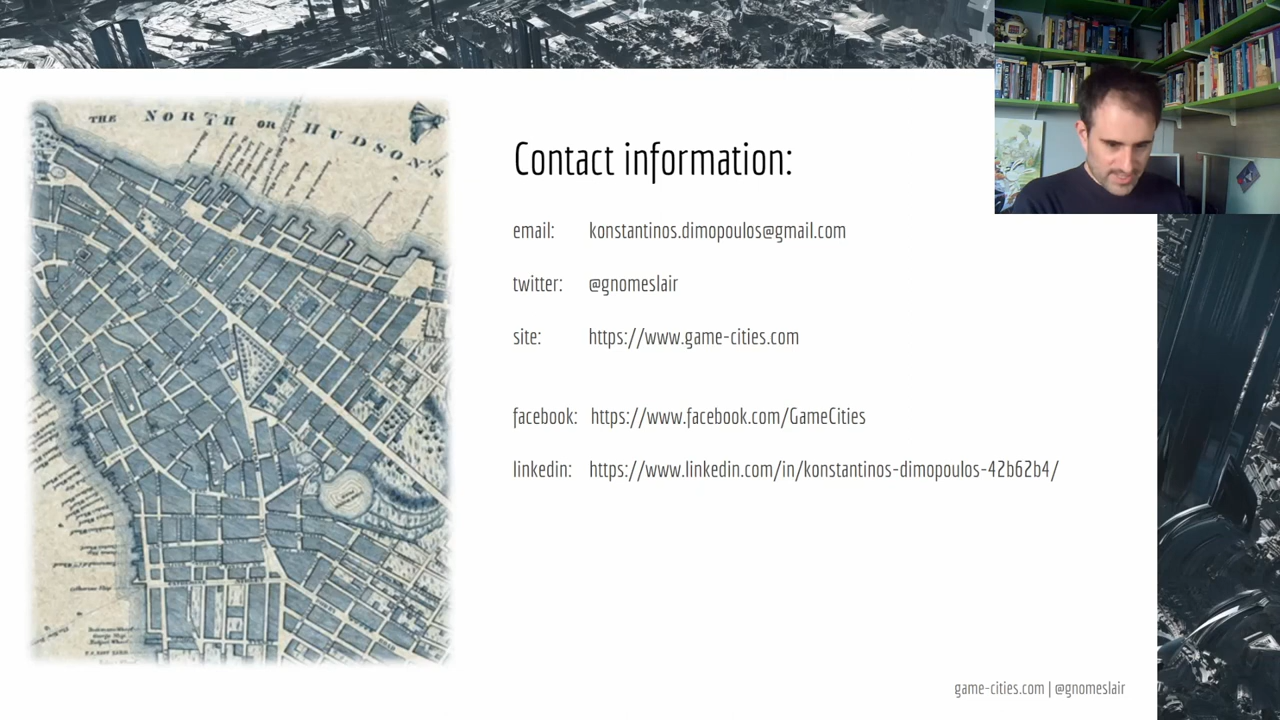 THE NORTH OR HUDSON'S
Contact information:
email: konstantinos.dimopoulos@gmail.com
twitter: @gnomeslair
site: https://www.game-cities.com
facebook: https://www.facebook.com/GameCities
linkedin: https://www.linkedin.com/in/konstantinos-dimopoulos-42b62b4/
game-cities.com | @gnomeslair